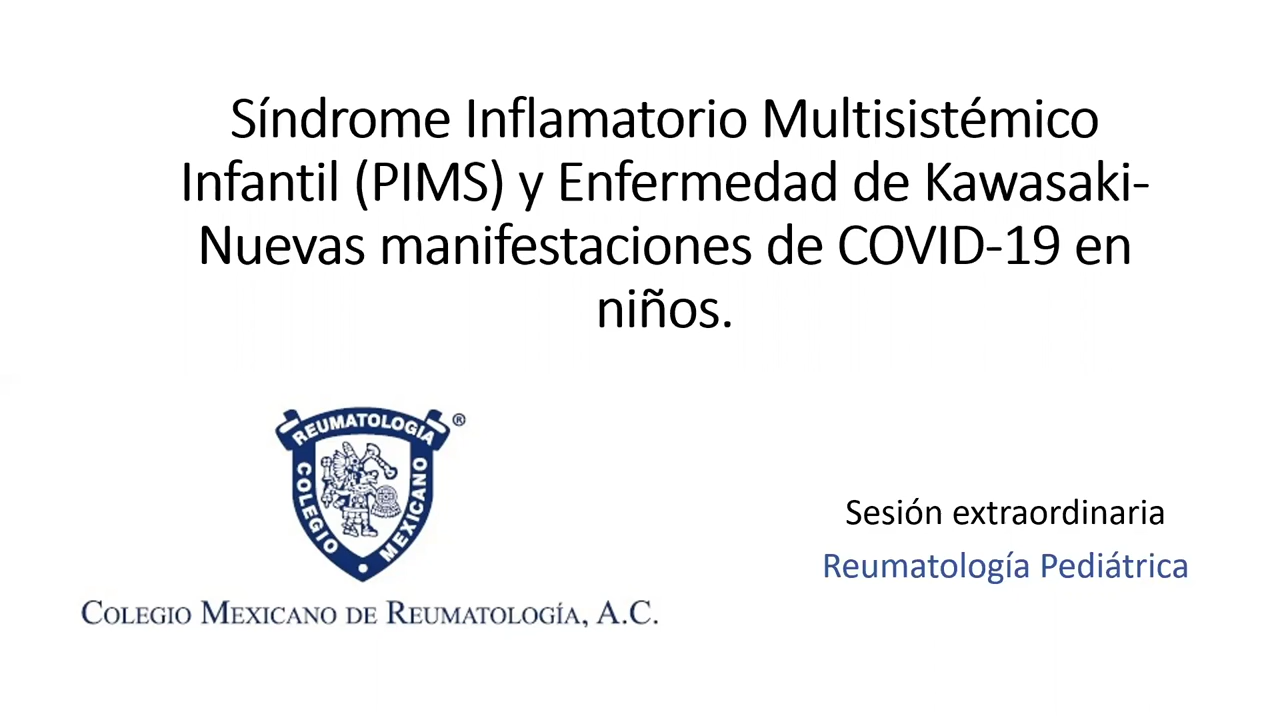 Síndrome Inflamatorio Multisistémico
Infantil (PIMS) y Enfermedad de Kawasaki-
Nuevas manifestaciones de COVID-19 en
niños.
REUMATOLOGIA ®
COLEGIO MEXICANO
COLEGIO MEXICANO DE REUMATOLOGÍA, A.C.
Sesión extraordinaria
Reumatología Pediátrica